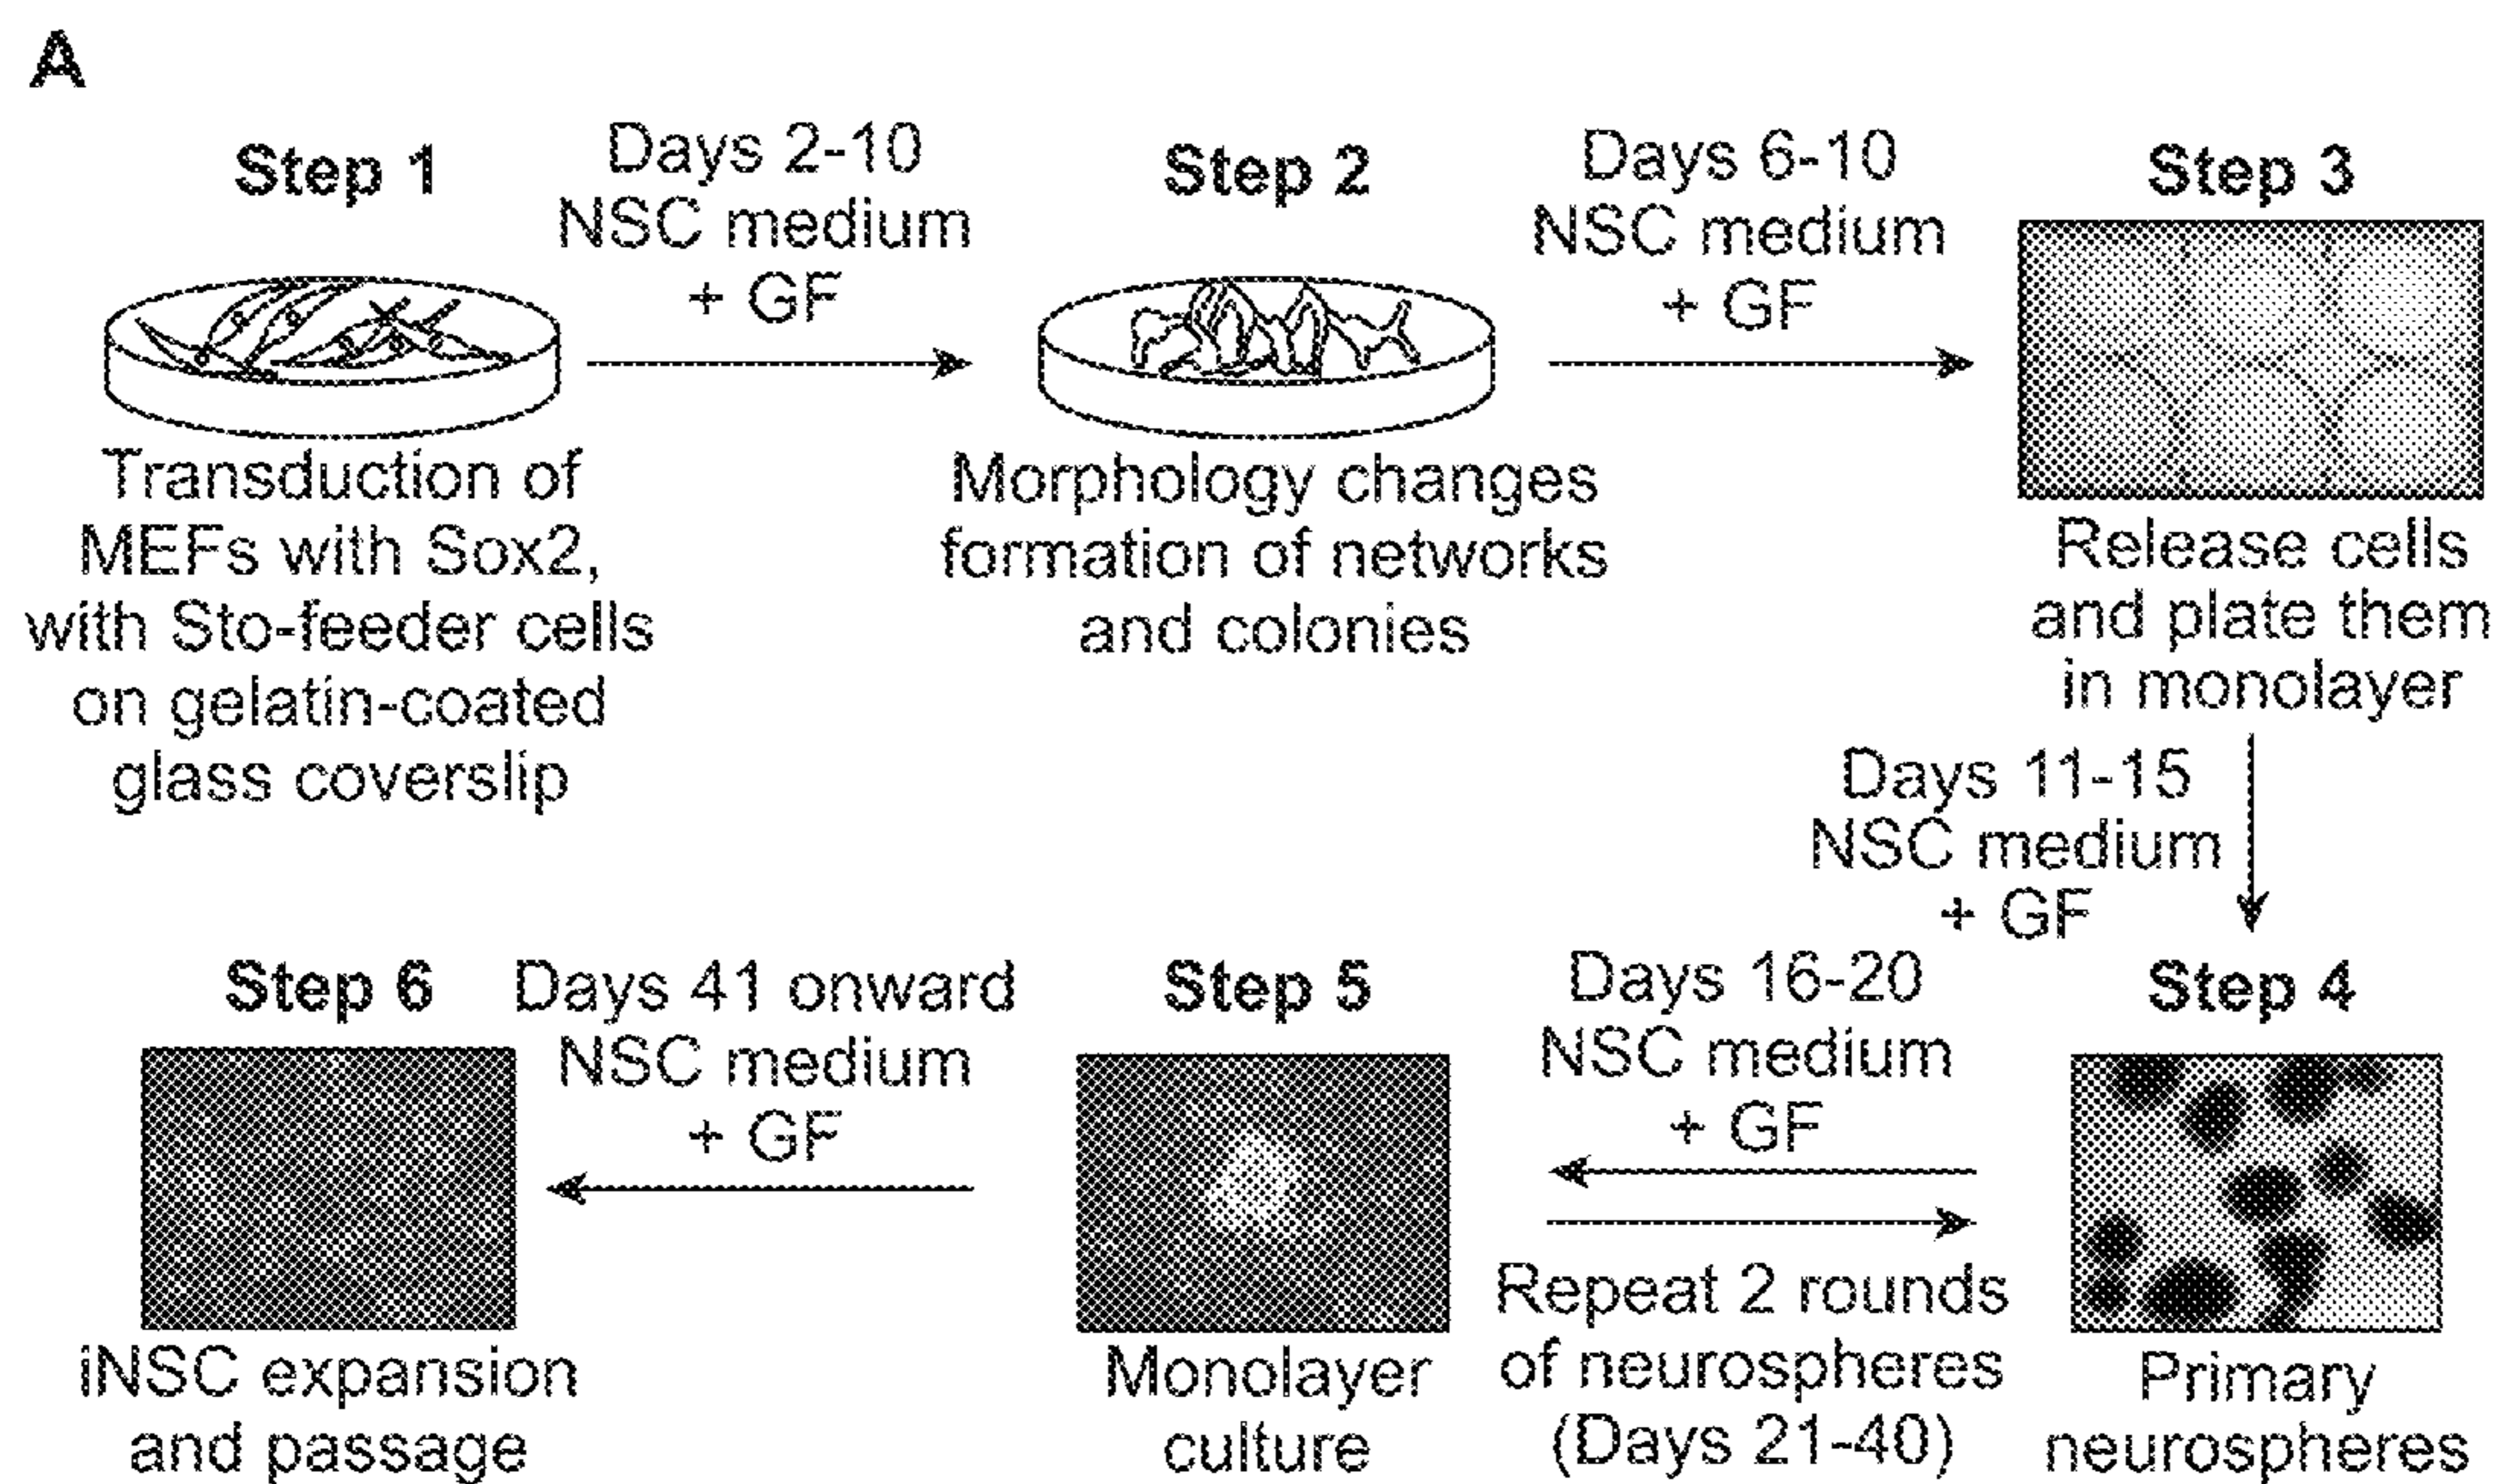 A
Step 1
Days 2-10
NSC medium
+ GF
Step 2
Days 6-10
NSC medium
+ GF
Step 3
Transduction of
MEFs with Sox2,
with Sto-feeder cells
on gelatin-coated
glass coverslip
Morphology changes
formation of networks
and colonies
Release cells
and plate them
in monolayer
Days 11-15
NSC medium
+ GF
Step 4
Primary
neurospheres
Days 16-20
NSC medium
+ GF
Repeat 2 rounds
of neurospheres
(Days 21-40)
Step 5
Monolayer
culture
Days 41 onward
NSC medium
+ GF
Step 6
iNSC expansion
and passage